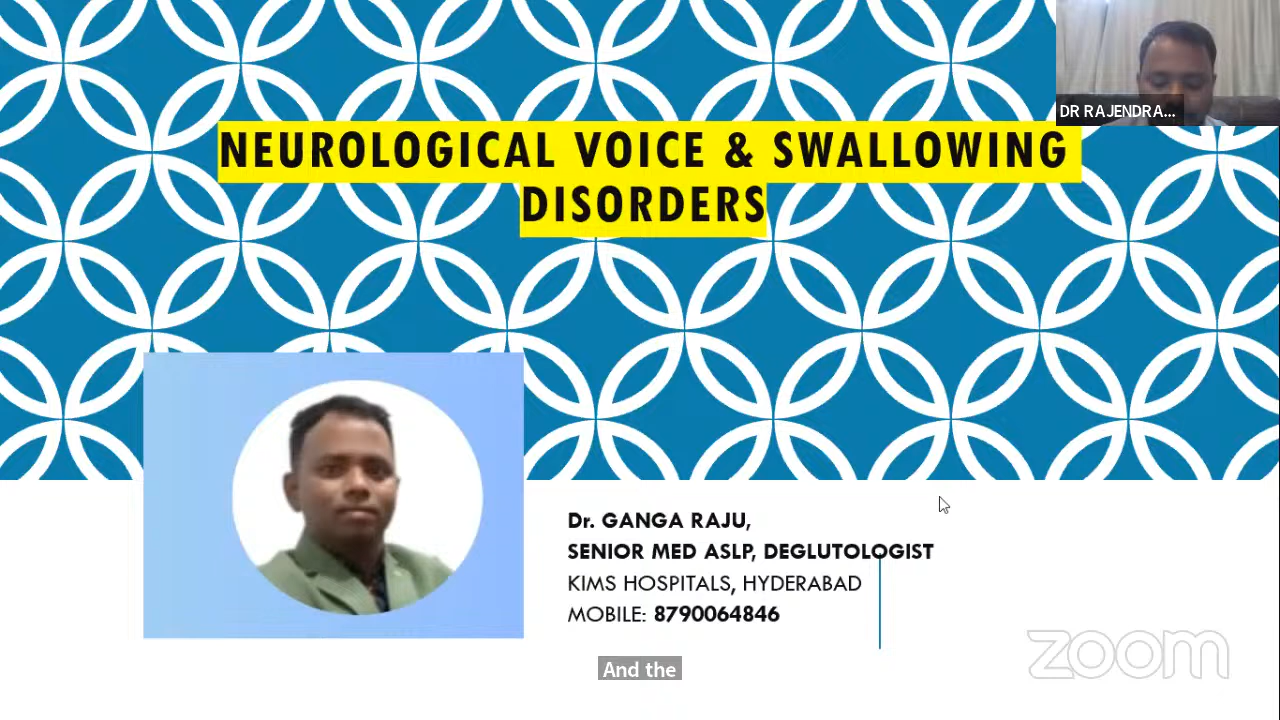 DR RAJENDRA...
NEUROLOGICAL VOICE & SWALLOWING
DISORDERS
Dr. GANGA RAJU,
SENIOR MED ASLP, DEGLUTOLOGIST
KIMS HOSPITALS, HYDERABAD
MOBILE: 8790064846
zoom
And the